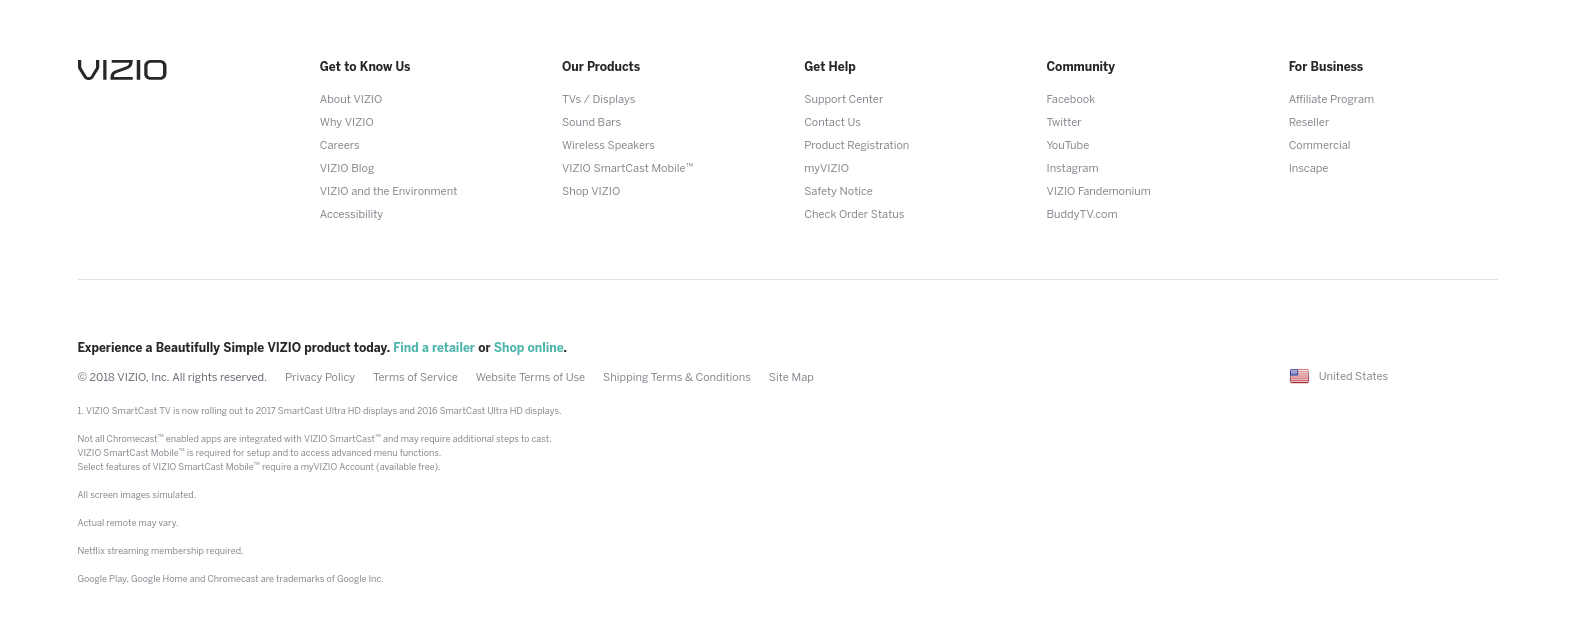 VIZIO
Get to Know Us
About VIZIO
Why VIZIO
Careers
VIZIO Blog
VIZIO and the Environment
Accessibility
Our Products
TVs / Displays
Sound Bars
Wireless Speakers
VIZIO SmartCast Mobile™
Shop VIZIO
Get Help
Support Center
Contact Us
Product Registration
myVIZIO
Safety Notice
Check Order Status
Community
Facebook
Twitter
YouTube
Instagram
VIZIO Fandemonium
BuddyTV.com
For Business
Affiliate Program
Reseller
Commercial
Inscape
Experience a Beautifully Simple VIZIO product today. Find a retailer or Shop online.
© 2018 VIZIO, Inc. All rights reserved. Privacy Policy Terms of Service Website Terms of Use Shipping Terms & Conditions Site Map
United States
1. VIZIO SmartCast TV is now rolling out to 2017 SmartCast Ultra HD displays and 2016 SmartCast Ultra HD displays.
Not all Chromecast™ enabled apps are integrated with VIZIO SmartCast™ and may require additional steps to cast.
VIZIO SmartCast Mobile™ is required for setup and to access advanced menu functions.
Select features of VIZIO SmartCast Mobile™ require a myVIZIO Account (available free).
All screen images simulated.
Actual remote may vary.
Netflix streaming membership required.
Google Play, Google Home and Chromecast are trademarks of Google Inc.